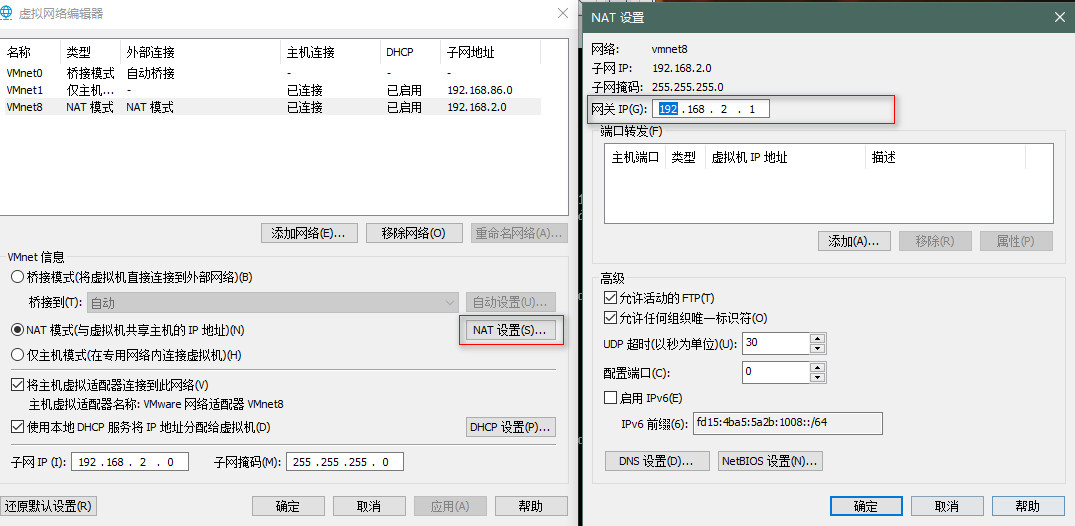 虚拟网络编辑器
名称 类型 外部连接 主机连接 DHCP 子网地址
VMnet0 桥接模式 自动桥接 - - -
VMnet1 仅主机... - 已连接 已启用 192.168.86.0
VMnet8 NAT 模式 NAT 模式 已连接 已启用 192.168.2.0
添加网络(E)... 移除网络(O) 重命名网络(A)...
VMnet 信息
桥接模式(将虚拟机直接连接到外部网络)(B)
桥接到(T): 自动 自动设置(U)...
NAT 模式(与虚拟机共享主机的 IP 地址)(N) NAT 设置(S)...
仅主机模式(在专用网络内连接虚拟机)(H)
将主机虚拟适配器连接到此网络(V)
主机虚拟适配器名称: VMware 网络适配器 VMnet8
使用本地 DHCP 服务将 IP 地址分配给虚拟机(D) DHCP 设置(P)...
子网 IP (I): 192 . 168 . 2 . 0 子网掩码(M): 255 . 255 . 255 . 0
还原默认设置(R) 确定 取消 应用(A) 帮助
NAT 设置
网络: vmnet8
子网 IP: 192.168.2.0
子网掩码: 255.255.255.0
网关 IP(G): 192 . 168 . 2 . 1
端口转发(F)
主机端口 类型 虚拟机 IP 地址 描述
添加(A)... 移除(R) 属性(P)
高级
允许活动的 FTP(T)
允许任何组织唯一标识符(O)
UDP 超时(以秒为单位)(U): 30
配置端口(C): 0
启用 IPv6(E)
IPv6 前缀(6): fd15:4ba5:5a2b:1008::/64
DNS 设置(D)... NetBIOS 设置(N)...
确定 取消 帮助